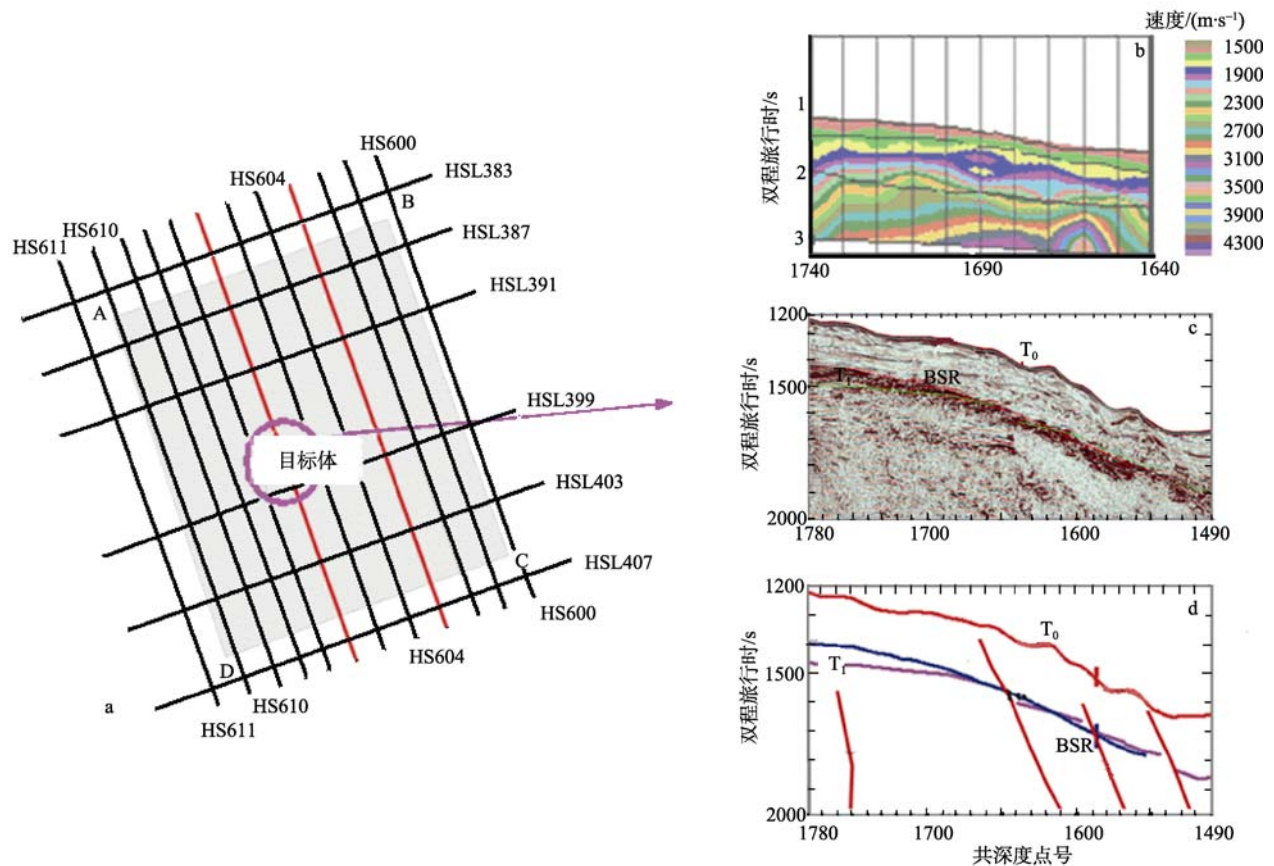 HS600
HS604
HSL383
HS610
B
HSL387
HS611
HSL391
A
HSL399
目标体
HSL403
C
HSL407
HS600
D
HS604
a
HS610
HS611
速度/(m·s⁻¹)
b
1500
1900
2300
2700
3100
3500
3900
4300
双程旅行时/s
1
2
3
1740
1690
1640
1200
c
T₀
T₁
BSR
1500
双程旅行时/s
2000
1780
1700
1600
1490
1200
d
T₀
T₁
1500
双程旅行时/s
BSR
2000
1780
1700
1600
1490
共深度点号